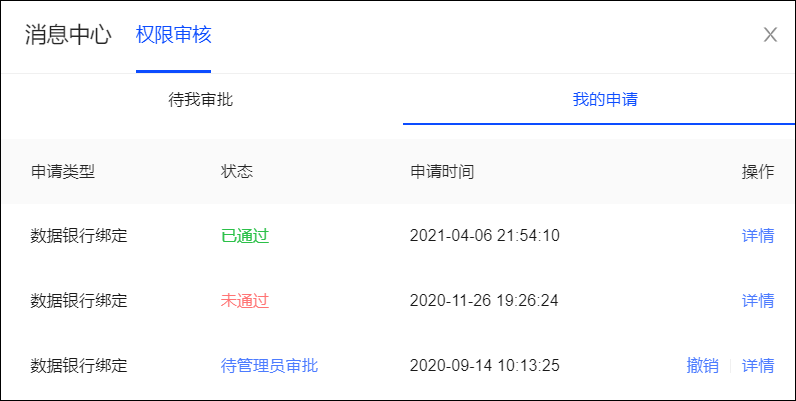 消息中心 权限审核
待我审批 我的申请
申请类型 状态 申请时间 操作
数据银行绑定 已通过 2021-04-06 21:54:10 详情
数据银行绑定 未通过 2020-11-26 19:26:24 详情
数据银行绑定 待管理员审批 2020-09-14 10:13:25 撤销 详情